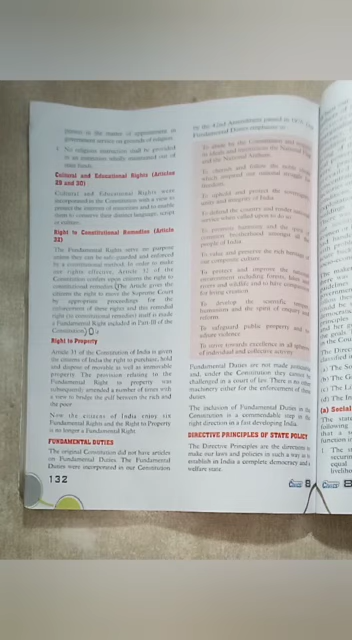 persons in the matter of appointment to
government service on grounds of religion.
No religious instruction shall be provided
in an institution wholly maintained out of
state funds.
Cultural and Educational Rights (Articles
29 and 30)
Cultural and Educational Rights were
incorporated in the Constitution with a view to
protect the interests of minorities and to enable
them to conserve their distinct language, script
or culture.
Right to Constitutional Remedies (Article
32)
The Fundamental Rights serve no purpose
unless they can be safe guarded and enforced
by a constitutional method. In order to make
our rights effective, Article 32 of the
Constitution confers upon citizens the right to
constitutional remedies. The Article gives the
citizens the right to move the Supreme Court
by appropriate proceedings for the
enforcement of these rights and the remedial
right (to constitutional remedies) itself is made
a Fundamental Right included in Part-III of the
Constitution.
Right to Property
Article 31 of the Constitution of India is given
the citizens of India the right to purchase, hold
and dispose of movable as well as immovable
property. The provision relating to the
Fundamental Right to property was
subsequently amended a number of times with
a view to bridge the gulf between the rich and
the poor.
Now the citizens of India enjoy six
Fundamental Rights and the Right to Property
is no longer a Fundamental Right.
FUNDAMENTAL DUTIES
The original Constitution did not have articles
on Fundamental Duties. The Fundamental
Duties were incorporated in our Constitution
132
by the 42nd Amendment passed in 1976.
Fundamental Duties
To abide by the Constitution and respect
its ideals and institutions the National Flag
and the National Anthem
To cherish and follow the noble
which inspired our national struggle for
freedom
To uphold and protect the sovereignty
unity and integrity of India
To defend the country and render national
service when called upon to do so
To promote harmony and the spirit of
common brotherhood amongst all the
people of India
To value and preserve the rich heritage of
our composite culture
To protect and improve the natural
environment including forests, lakes and
rivers and wildlife and to have compassion
for living creatures
To develop the scientific temper
humanism and the spirit of enquiry and
reform
To safeguard public property and to
abjure violence
To strive towards excellence in all spheres
of individual and collective activity
Fundamental Duties are not made justiciable
and, under the Constitution they cannot be
challenged in a court of law. There is no
machinery either for the enforcement of these
duties.
The inclusion of Fundamental Duties in the
Constitution is a commendable step in the
right direction in a fast developing India.
DIRECTIVE PRINCIPLES OF STATE POLICY
The Directive Principles are the directions to
make our laws and policies in such a way as to
establish in India a complete democracy and a
welfare state.
(a) Social
The state
following
that a
function
1. The st
securin
equal
liveliho